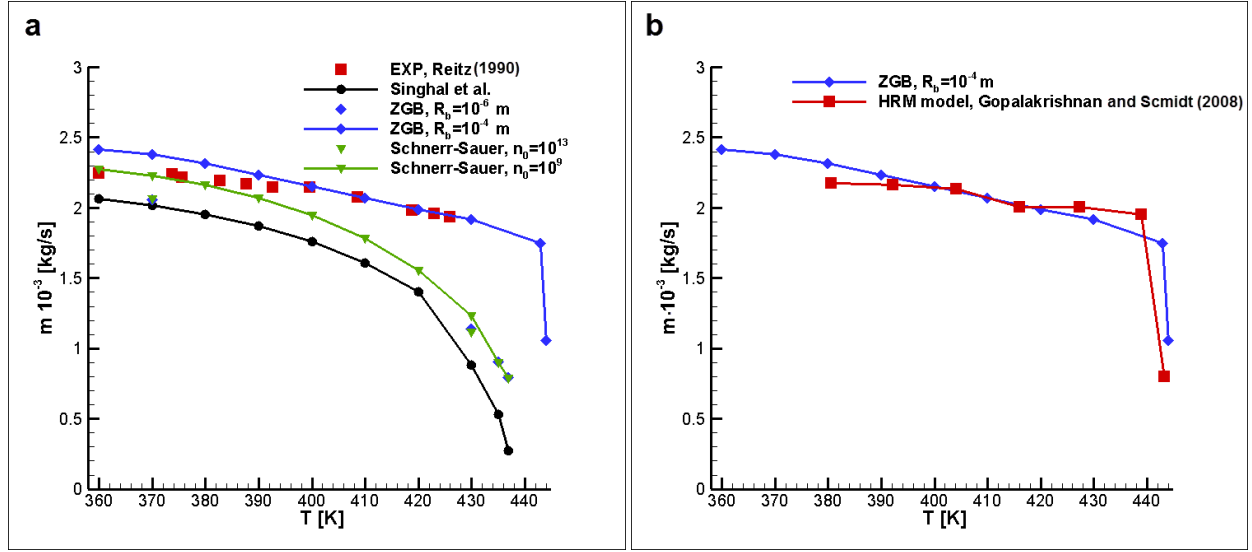 a
3
2.5
2
1.5
1
0.5
0
m 10⁻³ [kg/s]
EXP, Reitz (1990)
Singhal et al.
ZGB, R_b=10⁻⁶ m
ZGB, R_b=10⁻⁴ m
Schnerr-Sauer, n₀=10¹³
Schnerr-Sauer, n₀=10⁹
360 370 380 390 400 410 420 430 440
T [K]
b
3
2.5
2
1.5
1
0.5
0
m·10⁻³ [kg/s]
ZGB, R_b=10⁻⁴ m
HRM model, Gopalakrishnan and Scmidt (2008)
360 370 380 390 400 410 420 430 440
T [K]